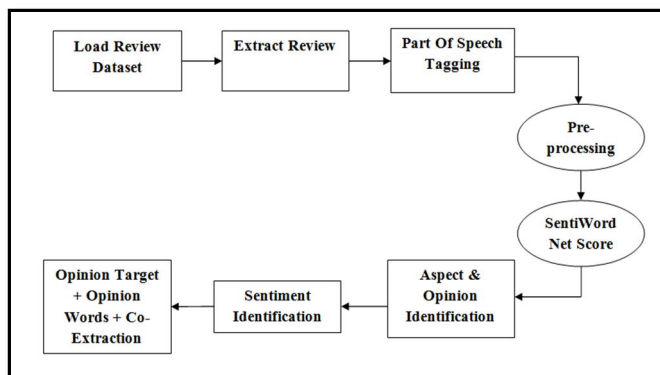 Load Review
Dataset
Extract Review
Part Of Speech
Tagging
Pre-
processing
SentiWord
Net Score
Aspect &
Opinion
Identification
Sentiment
Identification
Opinion Target
+ Opinion
Words + Co-
Extraction